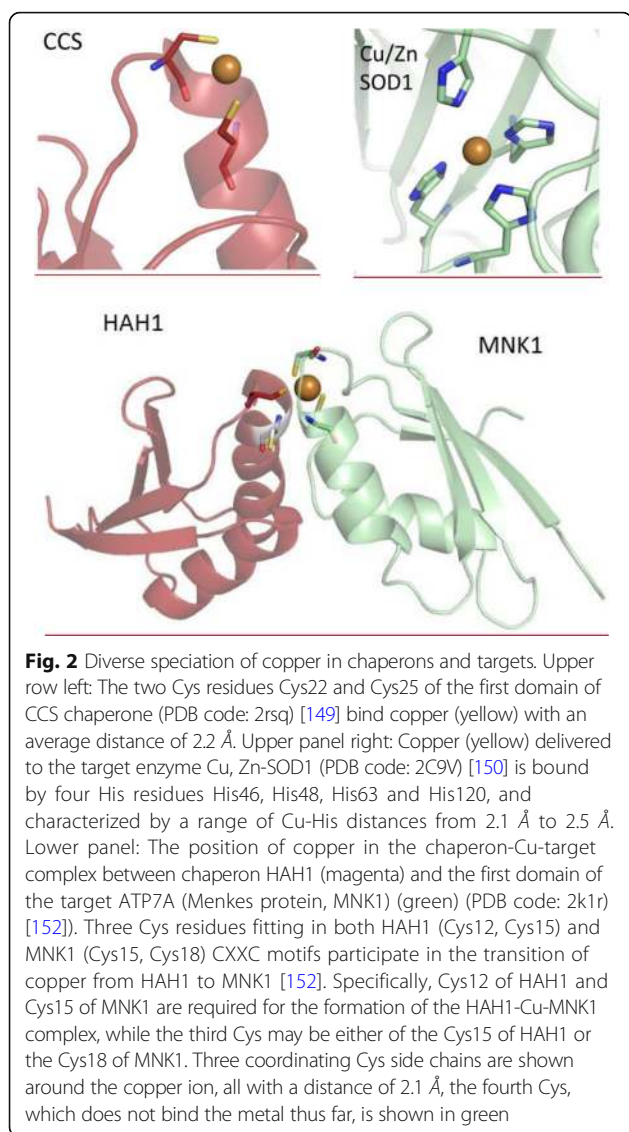 CCS
Cu/Zn
SOD1
HAH1
MNK1
Fig. 2 Diverse speciation of copper in chaperons and targets. Upper
row left: The two Cys residues Cys22 and Cys25 of the first domain of
CCS chaperone (PDB code: 2rsq) [149] bind copper (yellow) with an
average distance of 2.2 Å. Upper panel right: Copper (yellow) delivered
to the target enzyme Cu, Zn-SOD1 (PDB code: 2C9V) [150] is bound
by four His residues His46, His48, His63 and His120, and
characterized by a range of Cu-His distances from 2.1 Å to 2.5 Å.
Lower panel: The position of copper in the chaperon-Cu-target
complex between chaperon HAH1 (magenta) and the first domain of
the target ATP7A (Menkes protein, MNK1) (green) (PDB code: 2k1r)
[152]). Three Cys residues fitting in both HAH1 (Cys12, Cys15) and
MNK1 (Cys15, Cys18) CXXC motifs participate in the transition of
copper from HAH1 to MNK1 [152]. Specifically, Cys12 of HAH1 and
Cys15 of MNK1 are required for the formation of the HAH1-Cu-MNK1
complex, while the third Cys may be either of the Cys15 of HAH1 or
the Cys18 of MNK1. Three coordinating Cys side chains are shown
around the copper ion, all with a distance of 2.1 Å, the fourth Cys,
which does not bind the metal thus far, is shown in green